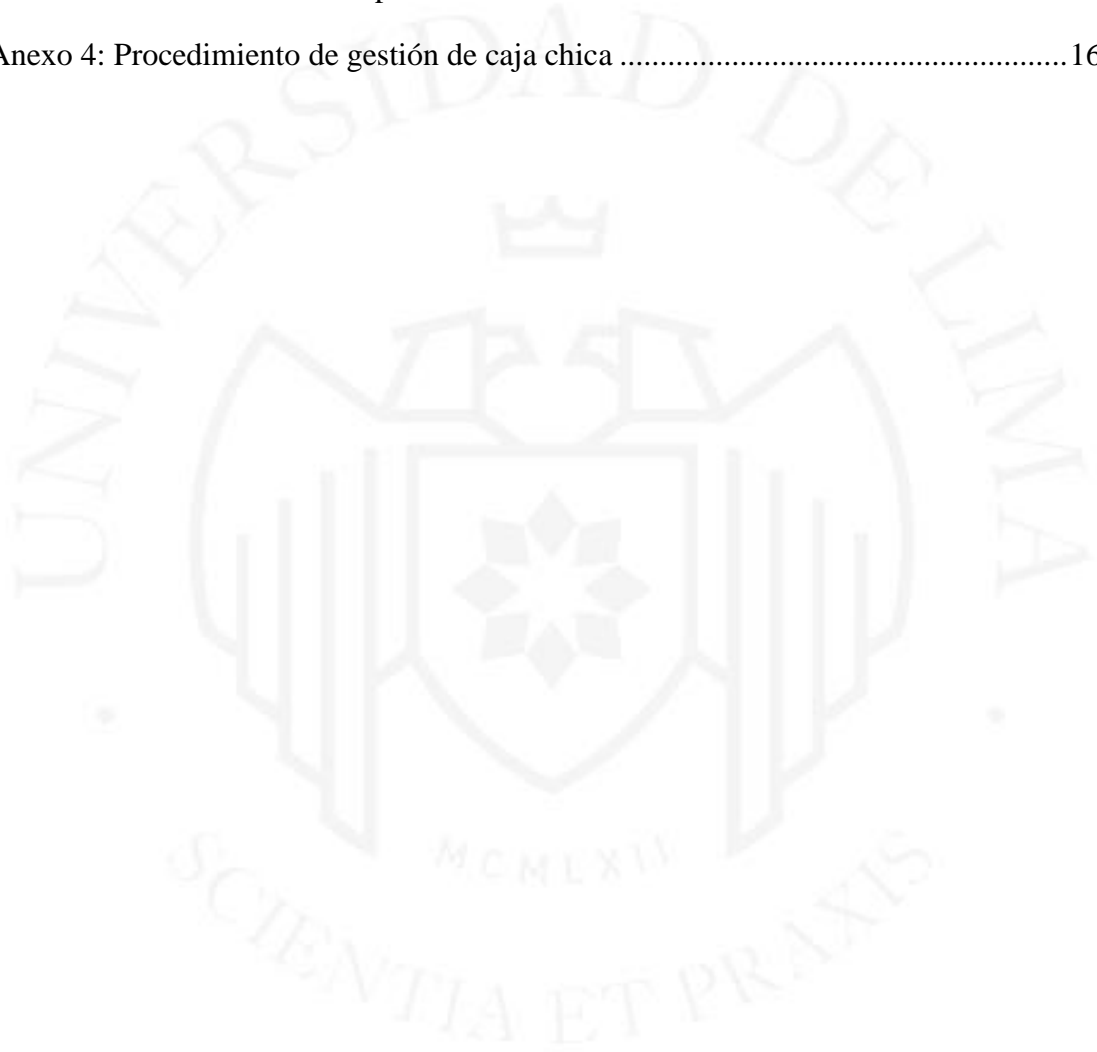 Anexo 4: Procedimiento de gestión de caja chica ........................................................ 16
UNIVERSIDAD DE LIMA
MCMLXII
SCIENTIA ET PRAXIS